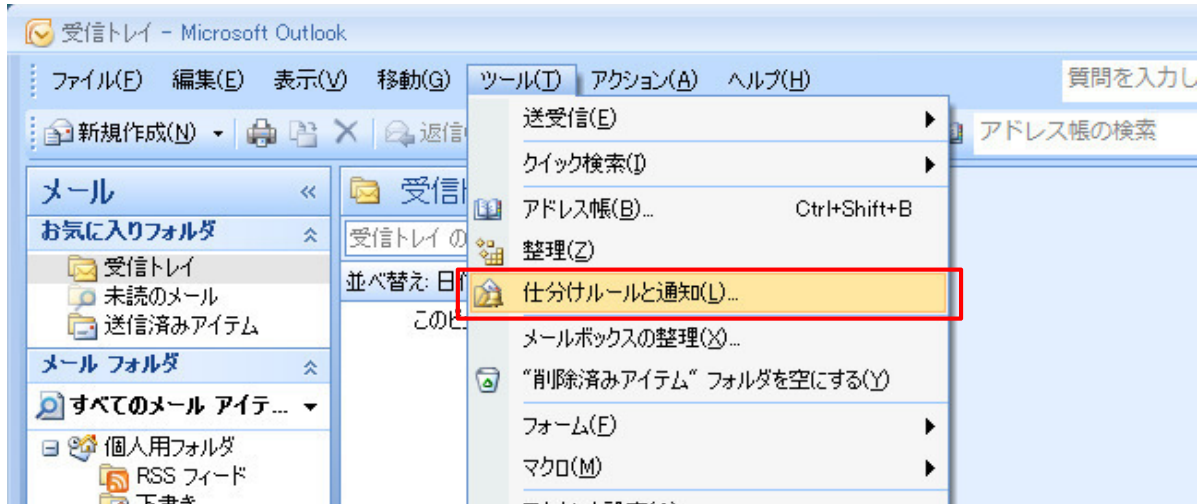 受信トレイ - Microsoft Outlook
ファイル(F) 編集(E) 表示(V) 移動(G) ツール(T) アクション(A) ヘルプ(H) 質問を入力し
新規作成(N) 返信 アドレス帳の検索
メール «
お気に入りフォルダ
受信トレイ
未読のメール
送信済みアイテム
メール フォルダ
すべてのメール アイテ...
個人用フォルダ
RSS フィード
下書き
受信
受信トレイ の
並べ替え: 日
このビ
送受信(E)
クイック検索(I)
アドレス帳(B)... Ctrl+Shift+B
整理(Z)
仕分けルールと通知(L)...
メールボックスの整理(X)...
"削除済みアイテム" フォルダを空にする(Y)
フォーム(F)
マクロ(M)